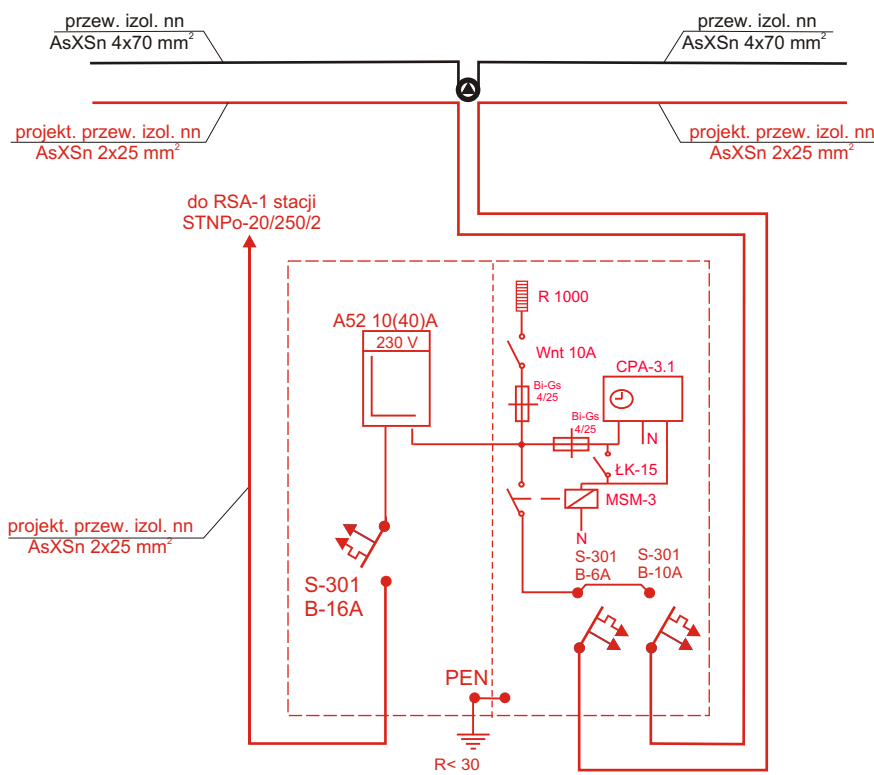 przew. izol. nn
AsXSn 4x70 mm²
przew. izol. nn
AsXSn 4x70 mm²
projekt. przew. izol. nn
AsXSn 2x25 mm²
projekt. przew. izol. nn
AsXSn 2x25 mm²
do RSA-1 stacji
STNPo-20/250/2
R 1000
A52 10(40)A
230 V
Wnt 10A
CPA-3.1
Bi-Gs
4/25
Bi-Gs
4/25
N
ŁK-15
MSM-3
projekt. przew. izol. nn
AsXSn 2x25 mm²
N
S-301
B-6A
S-301
B-10A
S-301
B-16A
PEN
R< 30